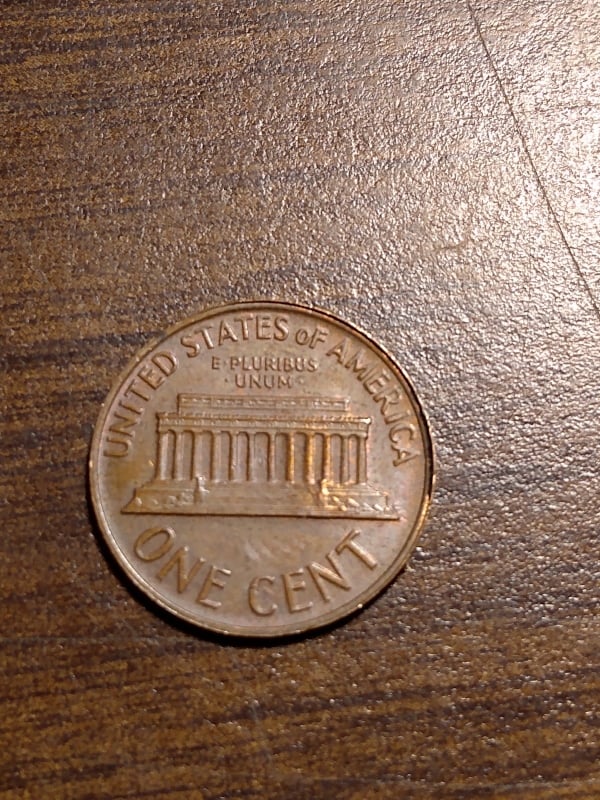 UNITED STATES OF AMERICA
E·PLURIBUS
·UNUM·
ONE CENT